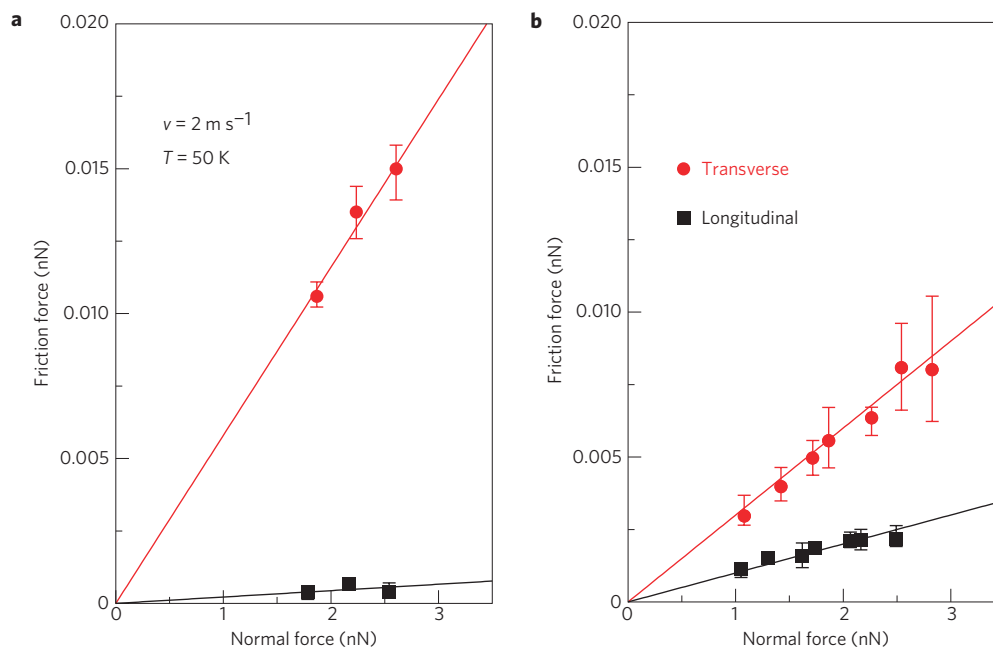 a
0.020
0.015
0.010
0.005
0
v = 2 m s⁻¹
T = 50 K
Friction force (nN)
0
1
2
3
Normal force (nN)
b
0.020
0.015
0.010
0.005
0
Transverse
Longitudinal
Friction force (nN)
0
1
2
3
Normal force (nN)